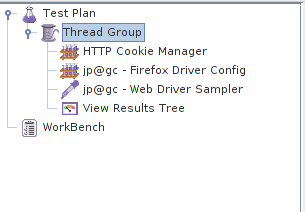 Test Plan
Thread Group
HTTP Cookie Manager
jp@gc - Firefox Driver Config
jp@gc - Web Driver Sampler
View Results Tree
WorkBench